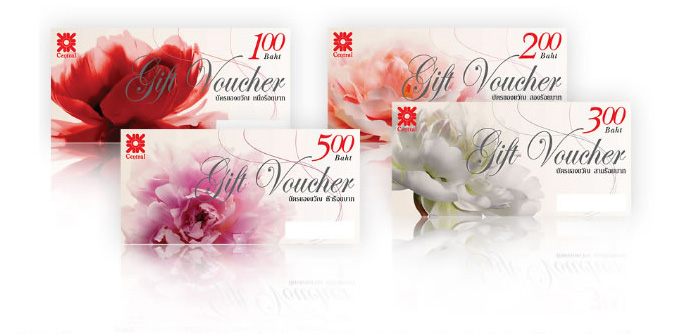 Central
100
Baht
Gift Voucher
บัตรของขวัญ หนึ่งร้อยบาท
Central
200
Baht
Gift Voucher
บัตรของขวัญ สองร้อยบาท
Central
500
Baht
Gift Voucher
บัตรของขวัญ ห้าร้อยบาท
Central
300
Baht
Gift Voucher
บัตรของขวัญ สามร้อยบาท